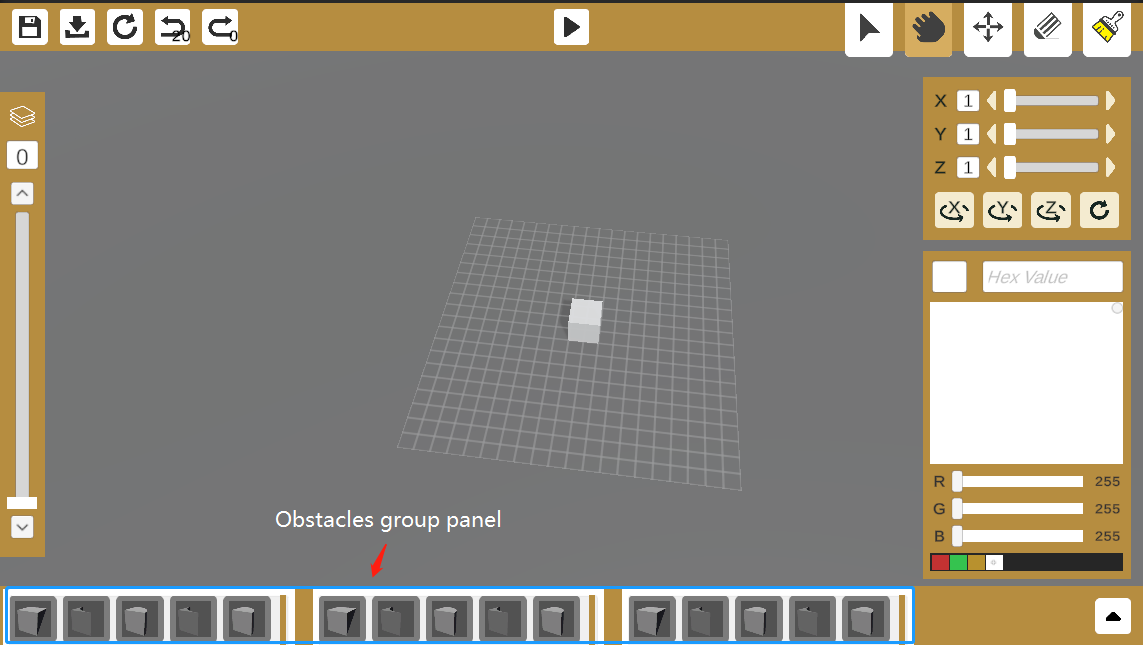 20
0
X 1
0
Y 1
Z 1
X Y Z
Hex Value
R 255
G 255
B 255
Obstacles group panel